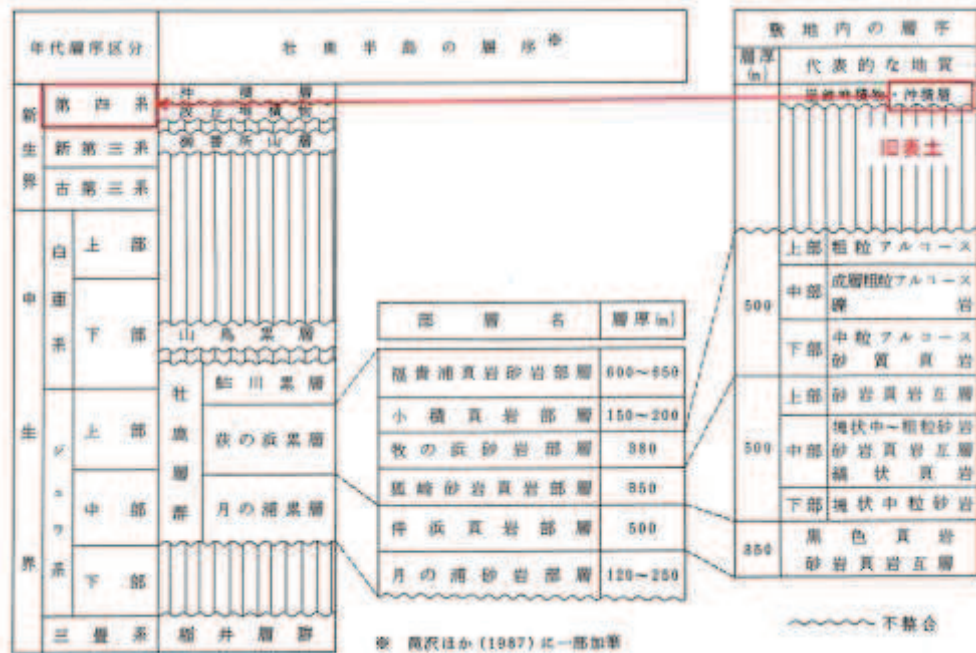 年代層序区分
牡鹿半島の層序※
敷地内の層序
層厚(m)
代表的な地質
新生界
第四系
沖積層
・沖積層
旧表土
新第三系
古第三系
中生界
白亜系
上部
下部
山鳥累層
ジュラ系
上部
中部
下部
三畳系
稲井層群
牡鹿層群
鮎川累層
荻の浜累層
月の浦累層
部層名
層厚(m)
福貴浦頁岩砂岩部層
600~650
小積頁岩部層
150~200
牧の浜砂岩部層
380
狐崎砂岩頁岩部層
350
侍浜頁岩部層
500
月の浦砂岩部層
120~250
500
上部
粗粒アルコース
中部
成層粗粒アルコース
礫岩
下部
中粒アルコース
砂質頁岩
500
上部
砂岩頁岩互層
中部
塊状中~粗粒砂岩
砂岩頁岩互層
縞状頁岩
下部
塊状中粒砂岩
350
黒色頁岩
砂岩頁岩互層
※ 滝沢ほか(1987)に一部加筆
不整合